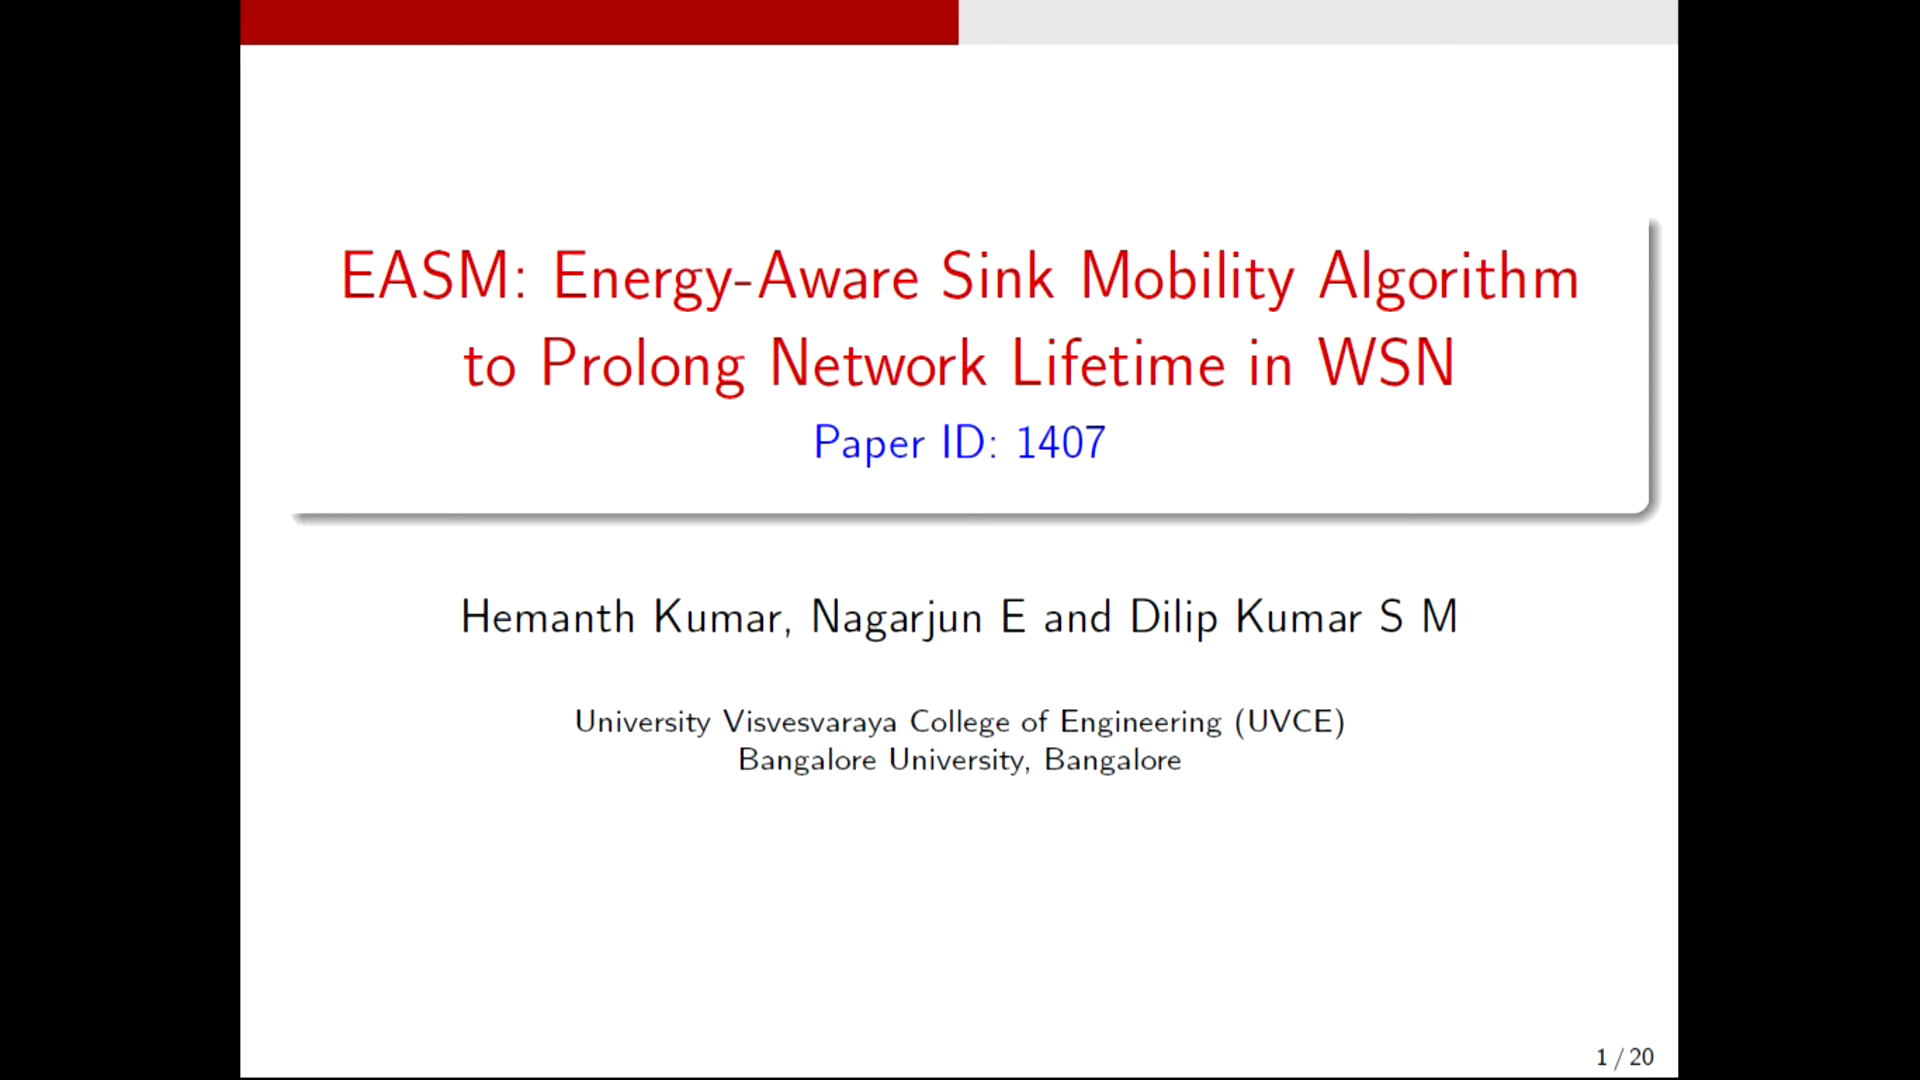 EASM: Energy-Aware Sink Mobility Algorithm
to Prolong Network Lifetime in WSN
Paper ID: 1407
Hemanth Kumar, Nagarjun E and Dilip Kumar S M
University Visvesvaraya College of Engineering (UVCE)
Bangalore University, Bangalore
1 / 20